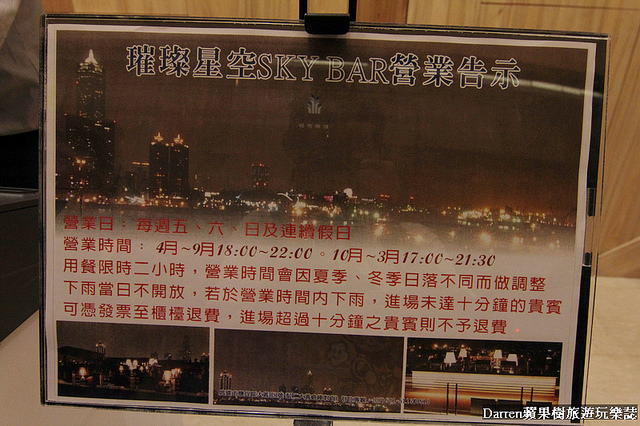 璀璨星空SKY BAR營業告示
營業日：每週五、六、日及連續假日
營業時間：4月~9月18:00~22:00。10月~3月17:00~21:30
用餐限時二小時，營業時間會因夏季、冬季日落不同而做調整
下雨當日不開放，若於營業時間內下雨，進場未達十分鐘的貴賓
可憑發票至櫃檯退費，進場超過十分鐘之貴賓則不予退費
Darren蘋果樹旅遊玩樂誌